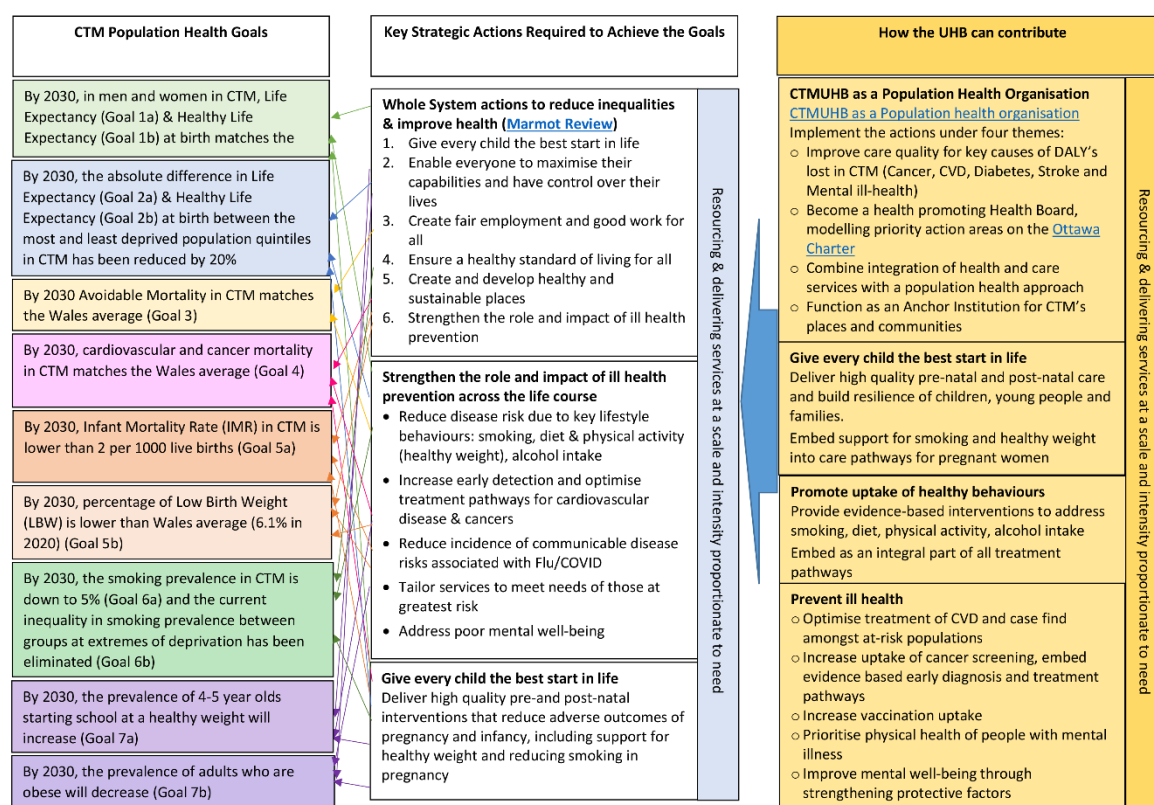 CTM Population Health Goals
By 2030, in men and women in CTM, Life
Expectancy (Goal 1a) & Healthy Life
Expectancy (Goal 1b) at birth matches the
By 2030, the absolute difference in Life
Expectancy (Goal 2a) & Healthy Life
Expectancy (Goal 2b) at birth between the
most and least deprived population quintiles
in CTM has been reduced by 20%
By 2030 Avoidable Mortality in CTM matches
the Wales average (Goal 3)
By 2030, cardiovascular and cancer mortality
in CTM matches the Wales average (Goal 4)
By 2030, Infant Mortality Rate (IMR) in CTM is
lower than 2 per 1000 live births (Goal 5a)
By 2030, percentage of Low Birth Weight
(LBW) is lower than Wales average (6.1% in
2020) (Goal 5b)
By 2030, the smoking prevalence in CTM is
down to 5% (Goal 6a) and the current
inequality in smoking prevalence between
groups at extremes of deprivation has been
eliminated (Goal 6b)
By 2030, the prevalence of 4-5 year olds
starting school at a healthy weight will
increase (Goal 7a)
By 2030, the prevalence of adults who are
obese will decrease (Goal 7b)
Key Strategic Actions Required to Achieve the Goals
Whole System actions to reduce inequalities
& improve health (Marmot Review)
1. Give every child the best start in life
2. Enable everyone to maximise their
capabilities and have control over their
lives
3. Create fair employment and good work for
all
4. Ensure a healthy standard of living for all
5. Create and develop healthy and
sustainable places
6. Strengthen the role and impact of ill health
prevention
Strengthen the role and impact of ill health
prevention across the life course
• Reduce disease risk due to key lifestyle
behaviours: smoking, diet & physical activity
(healthy weight), alcohol intake
• Increase early detection and optimise
treatment pathways for cardiovascular
disease & cancers
• Reduce incidence of communicable disease
risks associated with Flu/COVID
• Tailor services to meet needs of those at
greatest risk
• Address poor mental well-being
Give every child the best start in life
Deliver high quality pre-and post-natal
interventions that reduce adverse outcomes of
pregnancy and infancy, including support for
healthy weight and reducing smoking in
pregnancy
Resourcing & delivering services at a scale and intensity proportionate to need
How the UHB can contribute
CTMUHB as a Population Health Organisation
CTMUHB as a Population health organisation
Implement the actions under four themes:
o Improve care quality for key causes of DALY's
lost in CTM (Cancer, CVD, Diabetes, Stroke and
Mental ill-health)
o Become a health promoting Health Board,
modelling priority action areas on the Ottawa
Charter
o Combine integration of health and care
services with a population health approach
o Function as an Anchor Institution for CTM's
places and communities
Give every child the best start in life
Deliver high quality pre-natal and post-natal care
and build resilience of children, young people and
families.
Embed support for smoking and healthy weight
into care pathways for pregnant women
Promote uptake of healthy behaviours
Provide evidence-based interventions to address
smoking, diet, physical activity, alcohol intake
Embed as an integral part of all treatment
pathways
Prevent ill health
o Optimise treatment of CVD and case find
amongst at-risk populations
o Increase uptake of cancer screening, embed
evidence based early diagnosis and treatment
pathways
o Increase vaccination uptake
o Prioritise physical health of people with mental
illness
o Improve mental well-being through
strengthening protective factors
Resourcing & delivering services at a scale and intensity proportionate to need